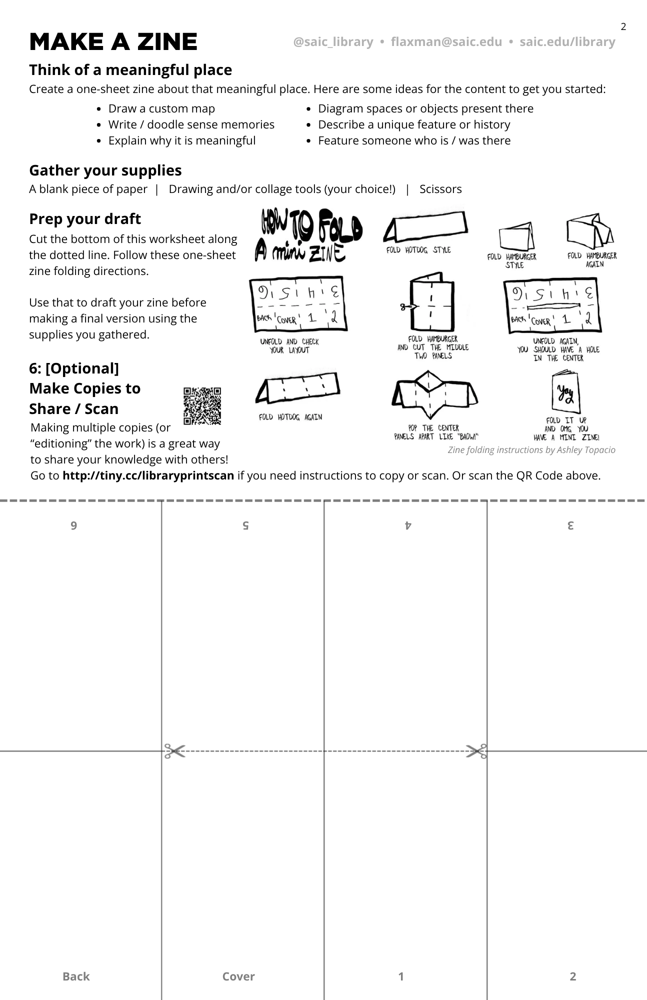 2
MAKE A ZINE
@saic_library • flaxman@saic.edu • saic.edu/library
Think of a meaningful place
Create a one-sheet zine about that meaningful place. Here are some ideas for the content to get you started:
• Draw a custom map
• Write / doodle sense memories
• Explain why it is meaningful
• Diagram spaces or objects present there
• Describe a unique feature or history
• Feature someone who is / was there
Gather your supplies
A blank piece of paper | Drawing and/or collage tools (your choice!) | Scissors
Prep your draft
Cut the bottom of this worksheet along
the dotted line. Follow these one-sheet
zine folding directions.
Use that to draft your zine before
making a final version using the
supplies you gathered.
6: [Optional]
Make Copies to
Share / Scan
Making multiple copies (or
“editioning” the work) is a great way
to share your knowledge with others!
Go to http://tiny.cc/libraryprintscan if you need instructions to copy or scan. Or scan the QR Code above.
HOW TO FOLD
A mini ZINE
FOLD HOTDOG STYLE
FOLD HAMBURGER
STYLE
FOLD HAMBURGER
AGAIN
6 5 4 3
BACK COVER 1 2
UNFOLD AND CHECK
YOUR LAYOUT
FOLD HAMBURGER
AND CUT THE MIDDLE
TWO PANELS
6 5 4 3
BACK COVER 1 2
UNFOLD AGAIN,
YOU SHOULD HAVE A HOLE
IN THE CENTER
FOLD HOTDOG AGAIN
POP THE CENTER
PANELS APART LIKE "BAOW!"
Yay
FOLD IT UP
AND OMG YOU
HAVE A MINI ZINE!
Zine folding instructions by Ashley Topacio
6 5 4 3
Back Cover 1 2